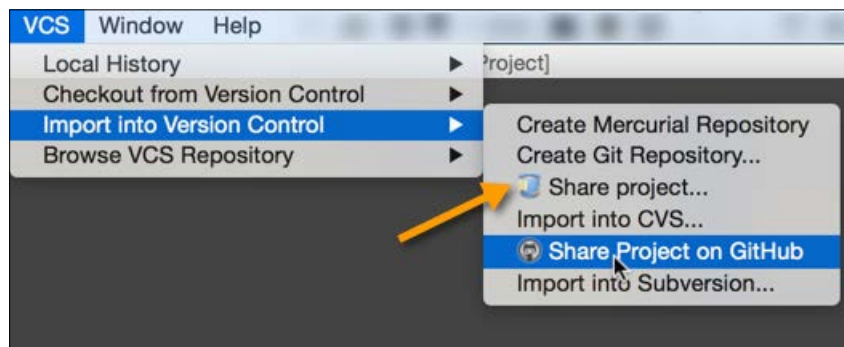 VCS Window Help
Local History
Project]
Checkout from Version Control
Import into Version Control
Browse VCS Repository
Create Mercurial Repository
Create Git Repository...
Share project...
Import into CVS...
Share Project on GitHub
Import into Subversion...